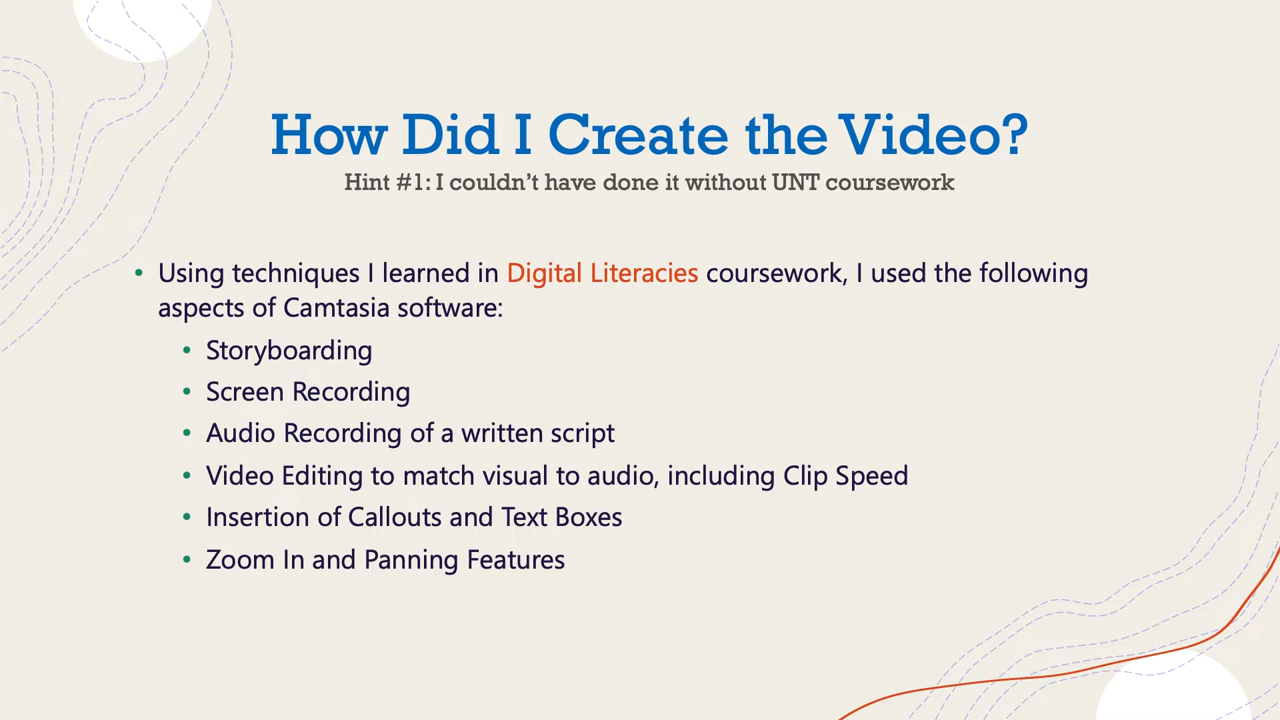 How Did I Create the Video?
Hint #1: I couldn’t have done it without UNT coursework
• Using techniques I learned in Digital Literacies coursework, I used the following
aspects of Camtasia software:
• Storyboarding
• Screen Recording
• Audio Recording of a written script
• Video Editing to match visual to audio, including Clip Speed
• Insertion of Callouts and Text Boxes
• Zoom In and Panning Features